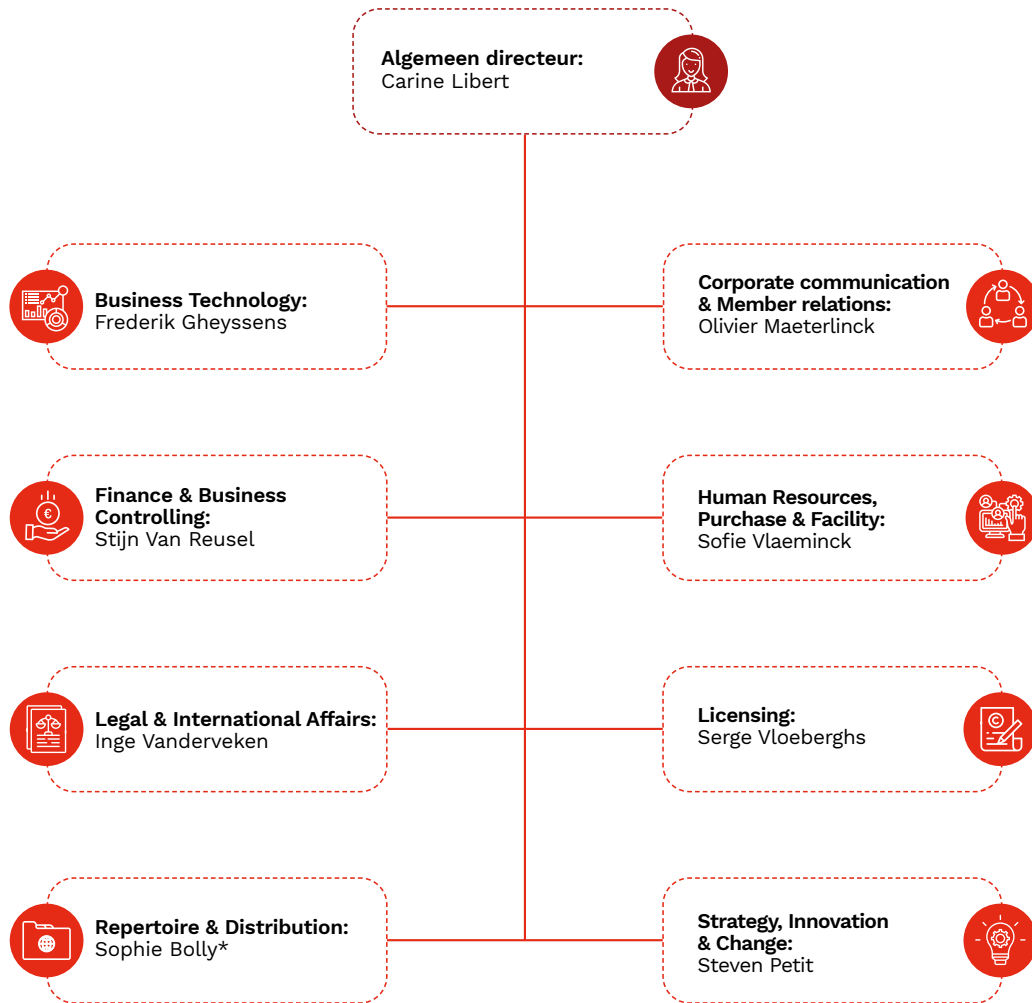 Algemeen directeur:
Carine Libert
Business Technology:
Frederik Gheyssens
Corporate communication
& Member relations:
Olivier Maeterlinck
Finance & Business
Controlling:
Stijn Van Reusel
Human Resources,
Purchase & Facility:
Sofie Vlaeminck
Legal & International Affairs:
Inge Vanderveken
Licensing:
Serge Vloeberghs
Repertoire & Distribution:
Sophie Bolly*
Strategy, Innovation
& Change:
Steven Petit